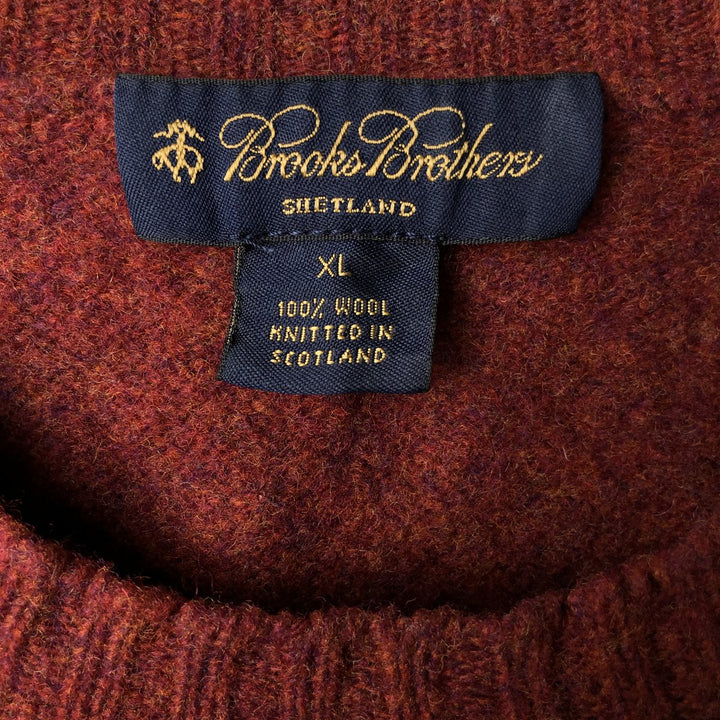 Brooks Brothers
SHETLAND
XL
100% WOOL
KNITTED IN
SCOTLAND